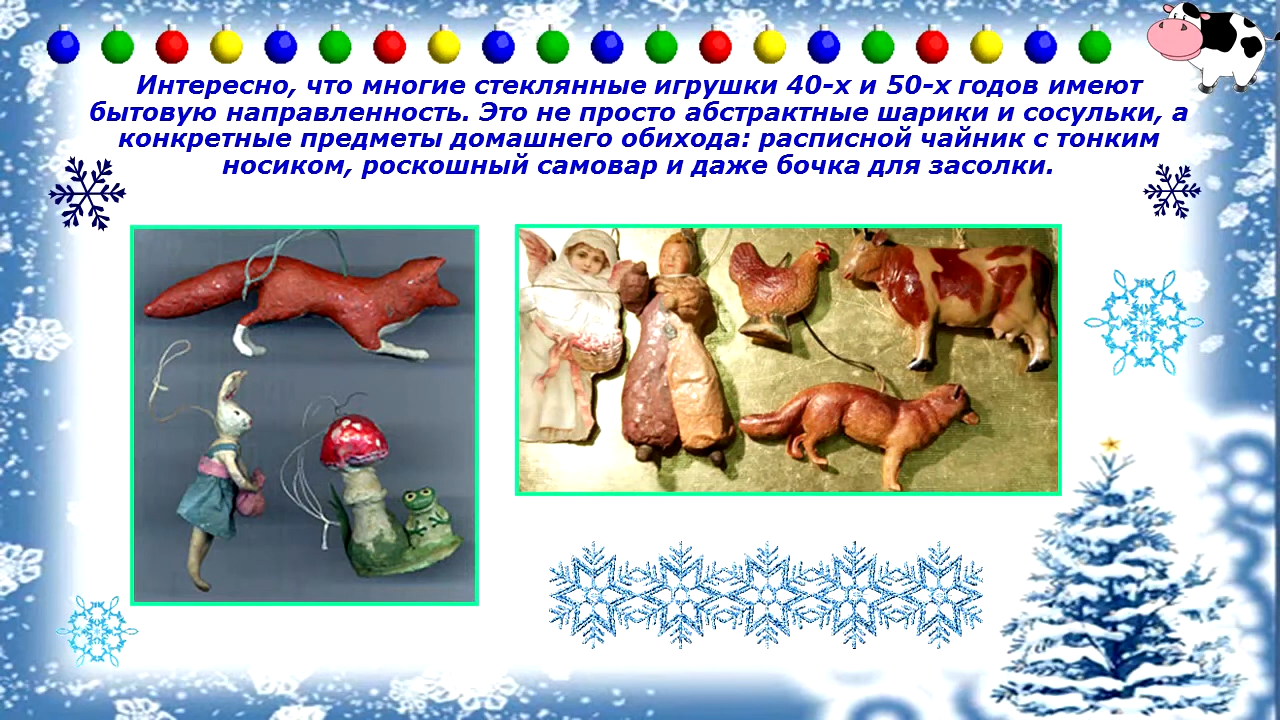 Интересно, что многие стеклянные игрушки 40-х и 50-х годов имеют
бытовую направленность. Это не просто абстрактные шарики и сосульки, а
конкретные предметы домашнего обихода: расписной чайник с тонким
носиком, роскошный самовар и даже бочка для засолки.